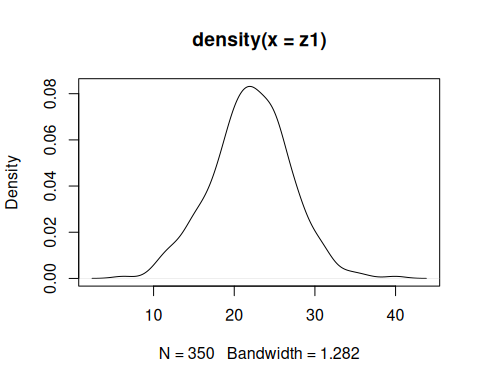 density(x = z1)
Density
0.00 0.02 0.04 0.06 0.08
10 20 30 40
N = 350 Bandwidth = 1.282